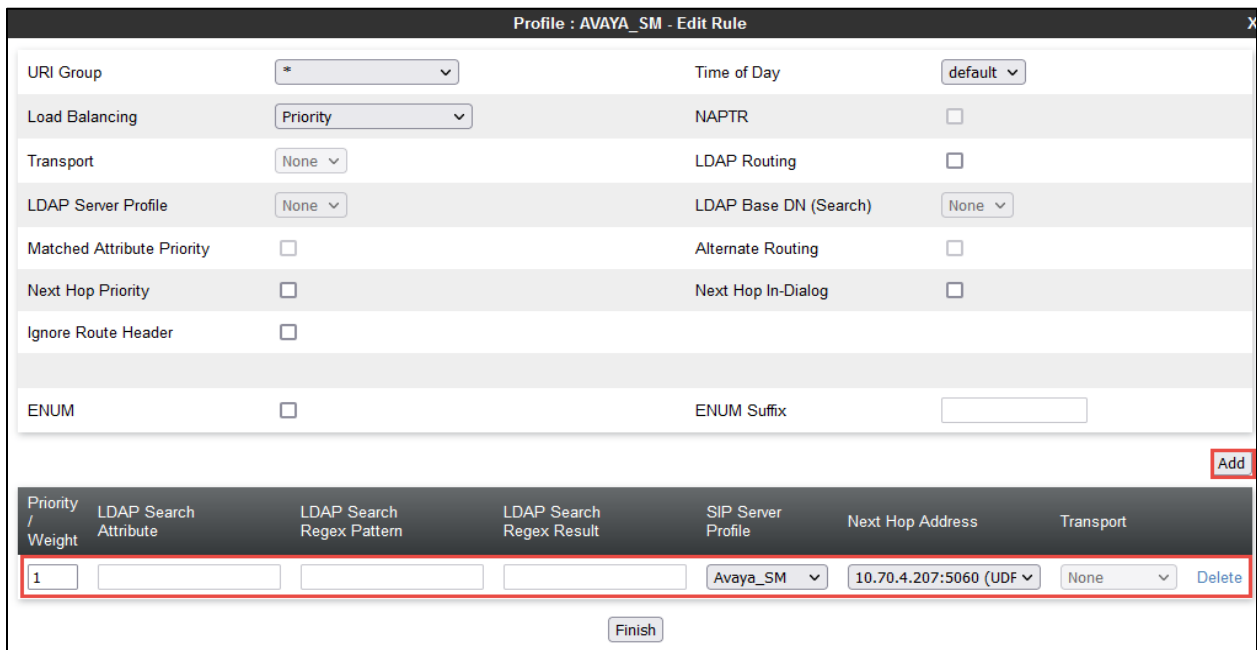 Profile : AVAYA_SM - Edit Rule X
URI Group * Time of Day default
Load Balancing Priority NAPTR
Transport None LDAP Routing
LDAP Server Profile None LDAP Base DN (Search) None
Matched Attribute Priority Alternate Routing
Next Hop Priority Next Hop In-Dialog
Ignore Route Header
ENUM ENUM Suffix
Add
Priority / Weight LDAP Search Attribute LDAP Search Regex Pattern LDAP Search Regex Result SIP Server Profile Next Hop Address Transport
1 Avaya_SM 10.70.4.207:5060 (UDF None Delete
Finish